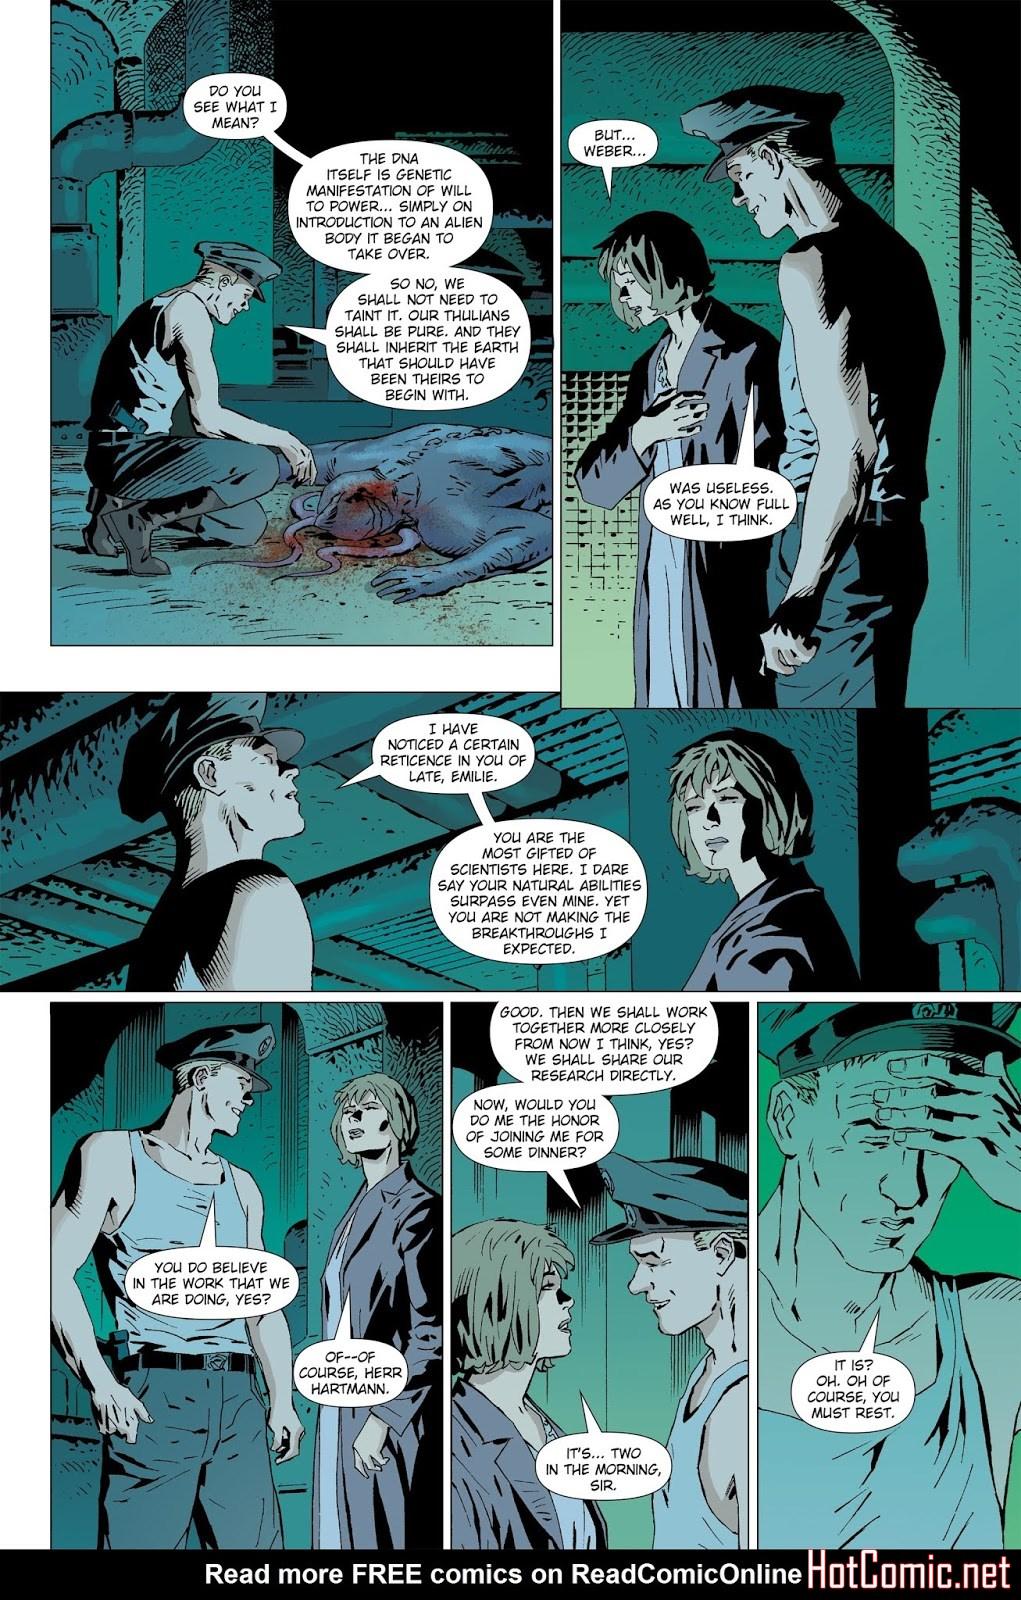 DO YOU
SEE WHAT I
MEAN?
THE DNA
ITSELF IS GENETIC
MANIFESTATION OF WILL
TO POWER... SIMPLY ON
INTRODUCTION TO AN ALIEN
BODY IT BEGAN TO
TAKE OVER.
SO NO, WE
SHALL NOT NEED TO
TAINT IT. OUR THULIANS
SHALL BE PURE. AND THEY
SHALL INHERIT THE EARTH
THAT SHOULD HAVE
BEEN THEIRS TO
BEGIN WITH.
BUT...
WEBER...
WAS USELESS.
AS YOU KNOW FULL
WELL, I THINK.
I HAVE
NOTICED A CERTAIN
RETICENCE IN YOU OF
LATE, EMILIE.
YOU ARE THE
MOST GIFTED OF
SCIENTISTS HERE. I DARE
SAY YOUR NATURAL ABILITIES
SURPASS EVEN MINE. YET
YOU ARE NOT MAKING THE
BREAKTHROUGHS I
EXPECTED.
YOU DO BELIEVE
IN THE WORK THAT WE
ARE DOING, YES?
OF--OF
COURSE, HERR
HARTMANN.
GOOD. THEN WE SHALL WORK
TOGETHER MORE CLOSELY
FROM NOW I THINK, YES?
WE SHALL SHARE OUR
RESEARCH DIRECTLY.
NOW, WOULD YOU
DO ME THE HONOR
OF JOINING ME FOR
SOME DINNER?
IT'S... TWO
IN THE MORNING,
SIR.
IT IS?
OH. OH OF
COURSE, YOU
MUST REST.
Read more FREE comics on ReadComicOnline
HotComic.net